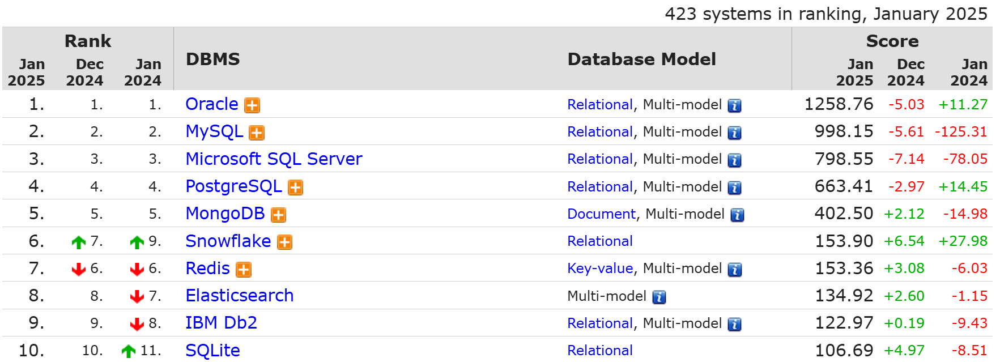 423 systems in ranking, January 2025
Rank DBMS Database Model Score
Jan 2025 Dec 2024 Jan 2024 Jan 2025 Dec 2024 Jan 2024
1. 1. 1. Oracle Relational, Multi-model 1258.76 -5.03 +11.27
2. 2. 2. MySQL Relational, Multi-model 998.15 -5.61 -125.31
3. 3. 3. Microsoft SQL Server Relational, Multi-model 798.55 -7.14 -78.05
4. 4. 4. PostgreSQL Relational, Multi-model 663.41 -2.97 +14.45
5. 5. 5. MongoDB Document, Multi-model 402.50 +2.12 -14.98
6. 7. 9. Snowflake Relational 153.90 +6.54 +27.98
7. 6. 6. Redis Key-value, Multi-model 153.36 +3.08 -6.03
8. 8. 7. Elasticsearch Multi-model 134.92 +2.60 -1.15
9. 9. 8. IBM Db2 Relational, Multi-model 122.97 +0.19 -9.43
10. 10. 11. SQLite Relational 106.69 +4.97 -8.51